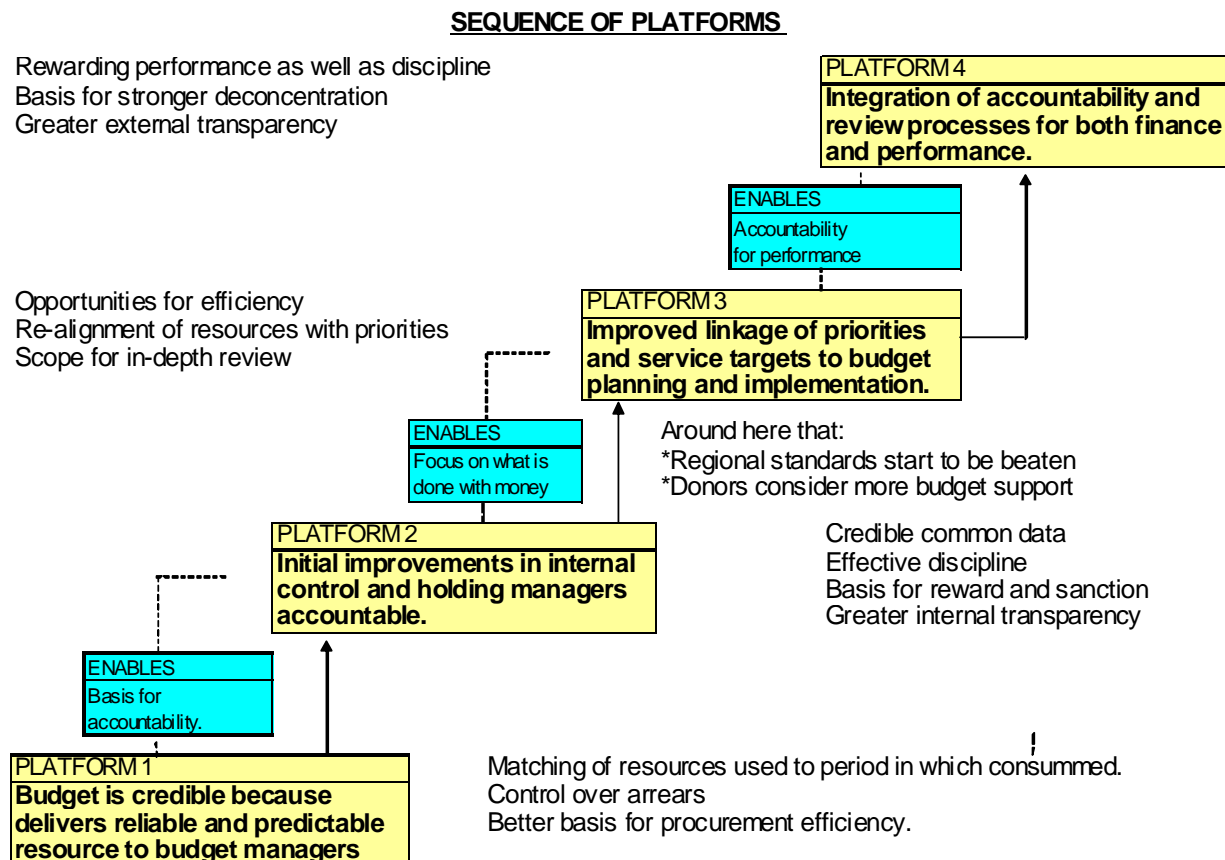 SEQUENCE OF PLATFORMS
Rewarding performance as well as discipline
Basis for stronger deconcentration
Greater external transparency
PLATFORM 4
Integration of accountability and
review processes for both finance
and performance.
ENABLES
Accountability
for performance
Opportunities for efficiency
Re-alignment of resources with priorities
Scope for in-depth review
PLATFORM 3
Improved linkage of priorities
and service targets to budget
planning and implementation.
ENABLES
Focus on what is
done with money
Around here that:
*Regional standards start to be beaten
*Donors consider more budget support
PLATFORM 2
Initial improvements in internal
control and holding managers
accountable.
Credible common data
Effective discipline
Basis for reward and sanction
Greater internal transparency
ENABLES
Basis for
accountability.
PLATFORM 1
Budget is credible because
delivers reliable and predictable
resource to budget managers
Matching of resources used to period in which consummed.
Control over arrears
Better basis for procurement efficiency.